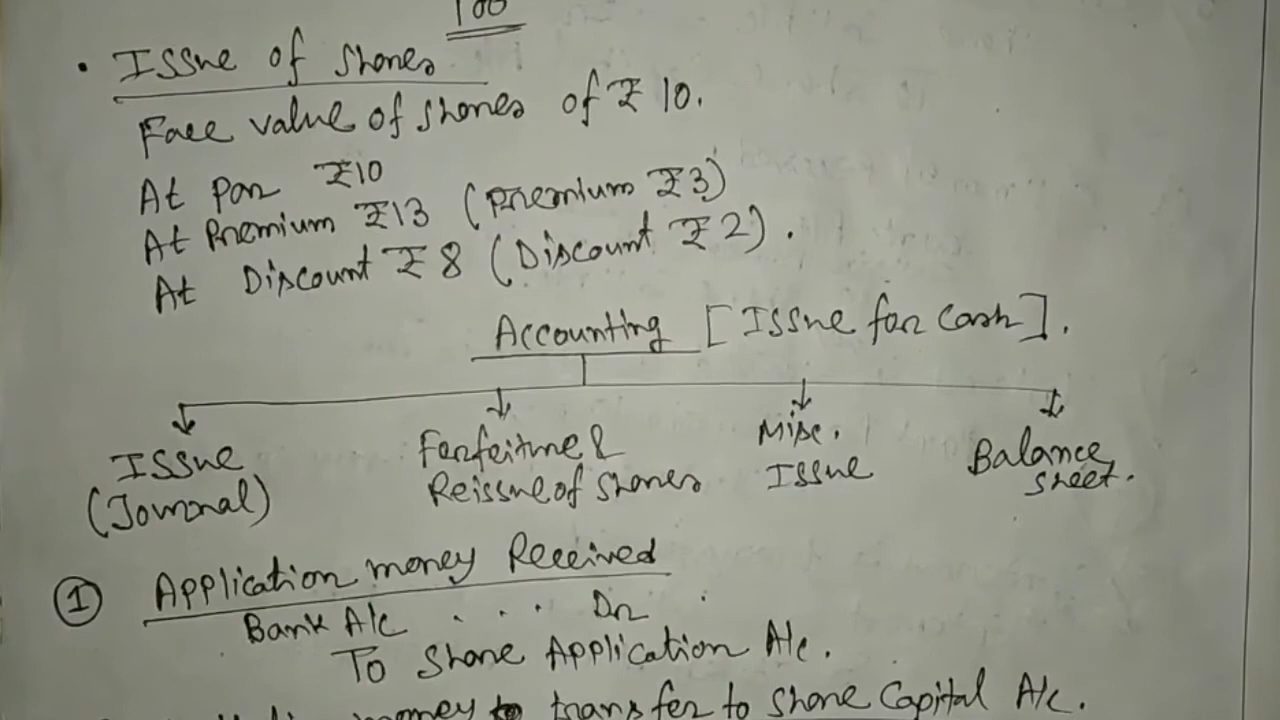 100
• Issue of Shares
Face value of shares of ₹ 10.
At par ₹10
At Premium ₹13 (Premium ₹3)
At Discount ₹ 8 (Discount ₹ 2).
Accounting [Issue for Cash].
Issue
(Journal)
Forfeiture &
Reissue of Shares
Misc.
Issue
Balance
Sheet.
① Application money Received
Bank A/c . . . Dr .
To Share Application A/c.
money to transfer to Share Capital A/c.